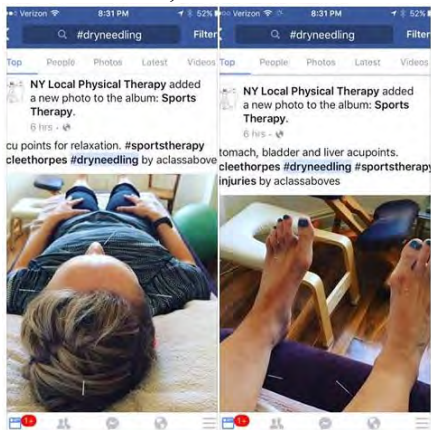 Verizon 8:31 PM 52%
#dryneedling Filter
Top People Photos Latest Videos
NY Local Physical Therapy added
a new photo to the album: Sports
Therapy.
6 hrs
cu points for relaxation. #sportstherapy
cleethorpes #dryneedling by aclassabove
1+
Verizon 8:31 PM 52%
#dryneedling Filter
Top People Photos Latest Videos
NY Local Physical Therapy added
a new photo to the album: Sports
Therapy.
6 hrs
tomach, bladder and liver acupoints.
cleethorpes #dryneedling #sportstherapy
injuries by aclassaboves
1+